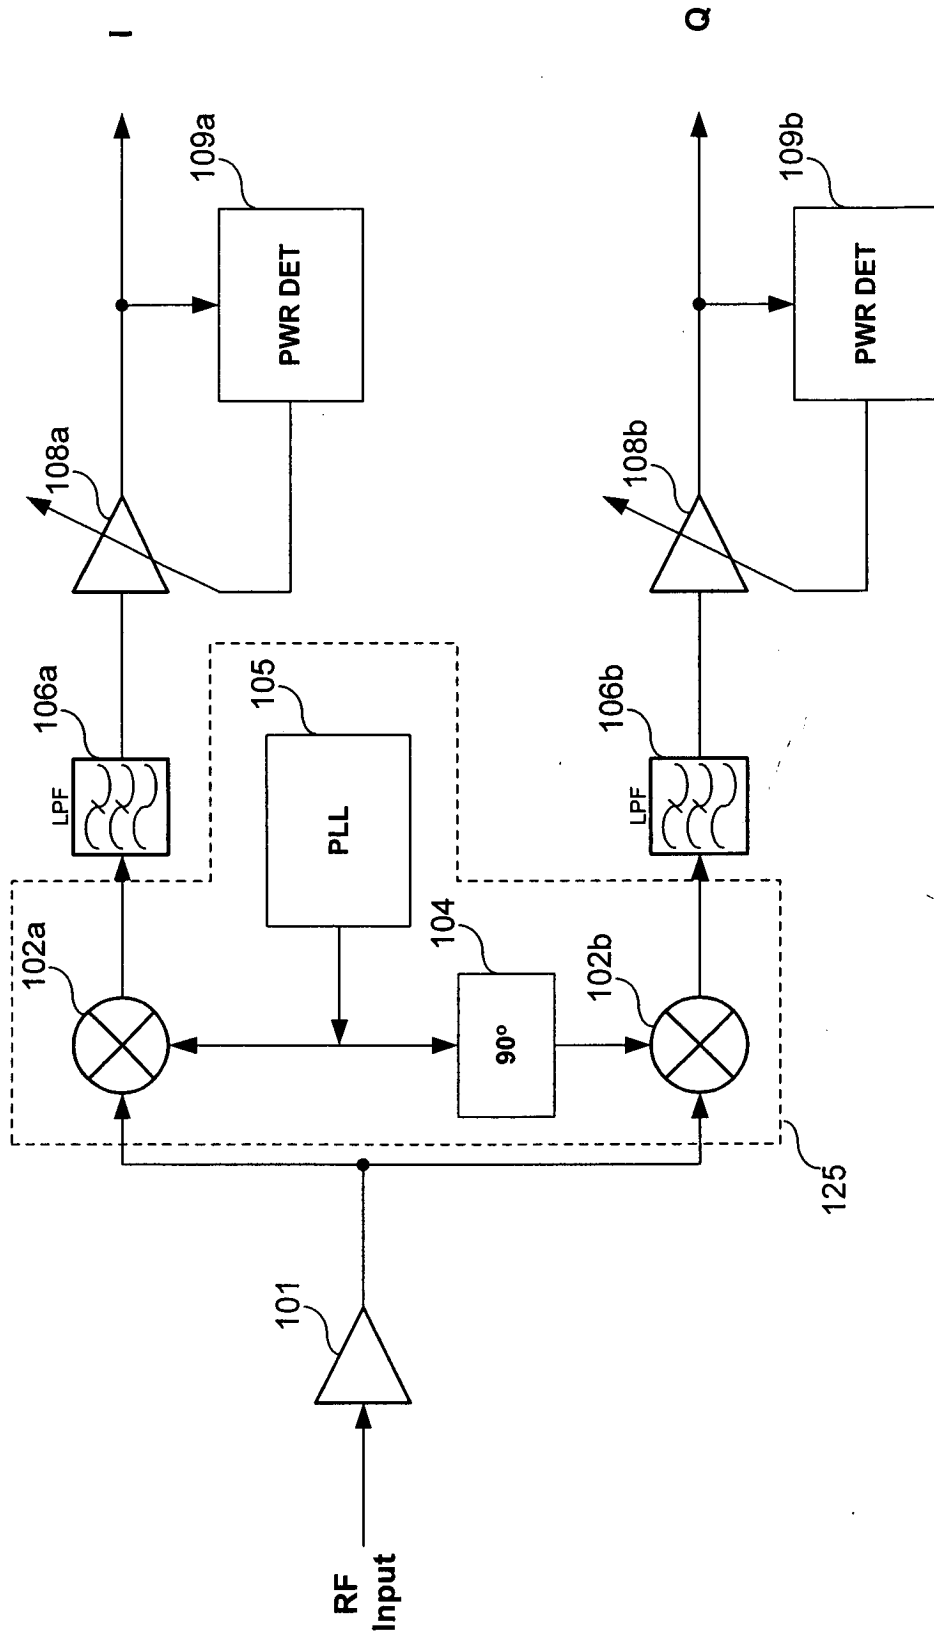 RF
Input
101
125
102a
102b
104
90°
105
PLL
106a
LPF
106b
LPF
108a
108b
109a
PWR DET
109b
PWR DET
I
Q